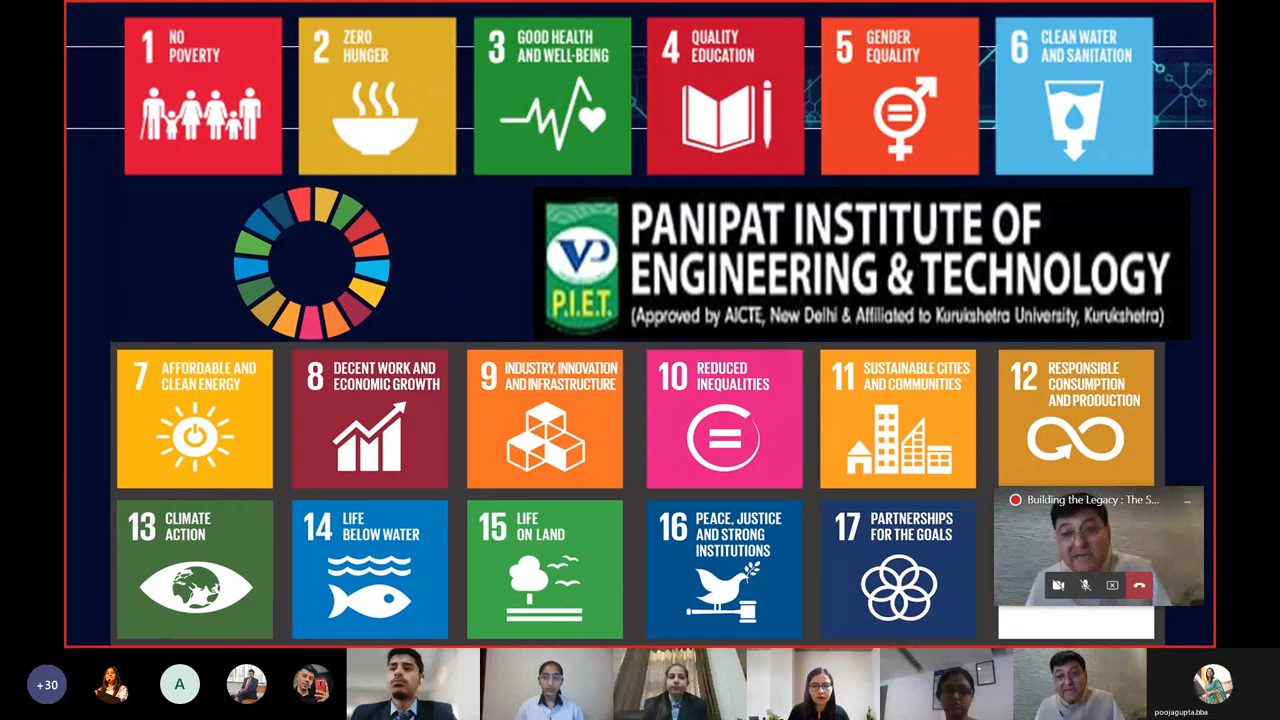 1 NO
POVERTY
2 ZERO
HUNGER
3 GOOD HEALTH
AND WELL-BEING
4 QUALITY
EDUCATION
5 GENDER
EQUALITY
6 CLEAN WATER
AND SANITATION
VP
P.I.E.T.
PANIPAT INSTITUTE OF
ENGINEERING & TECHNOLOGY
(Approved by AICTE, New Delhi & Affiliated to Kurukshetra University, Kurukshetra)
7 AFFORDABLE AND
CLEAN ENERGY
8 DECENT WORK AND
ECONOMIC GROWTH
9 INDUSTRY, INNOVATION
AND INFRASTRUCTURE
10 REDUCED
INEQUALITIES
11 SUSTAINABLE CITIES
AND COMMUNITIES
12 RESPONSIBLE
CONSUMPTION
AND PRODUCTION
13 CLIMATE
ACTION
14 LIFE
BELOW WATER
15 LIFE
ON LAND
16 PEACE, JUSTICE
AND STRONG
INSTITUTIONS
17 PARTNERSHIPS
FOR THE GOALS
Building the Legacy : The S...
+30
A
poojagupta.bba